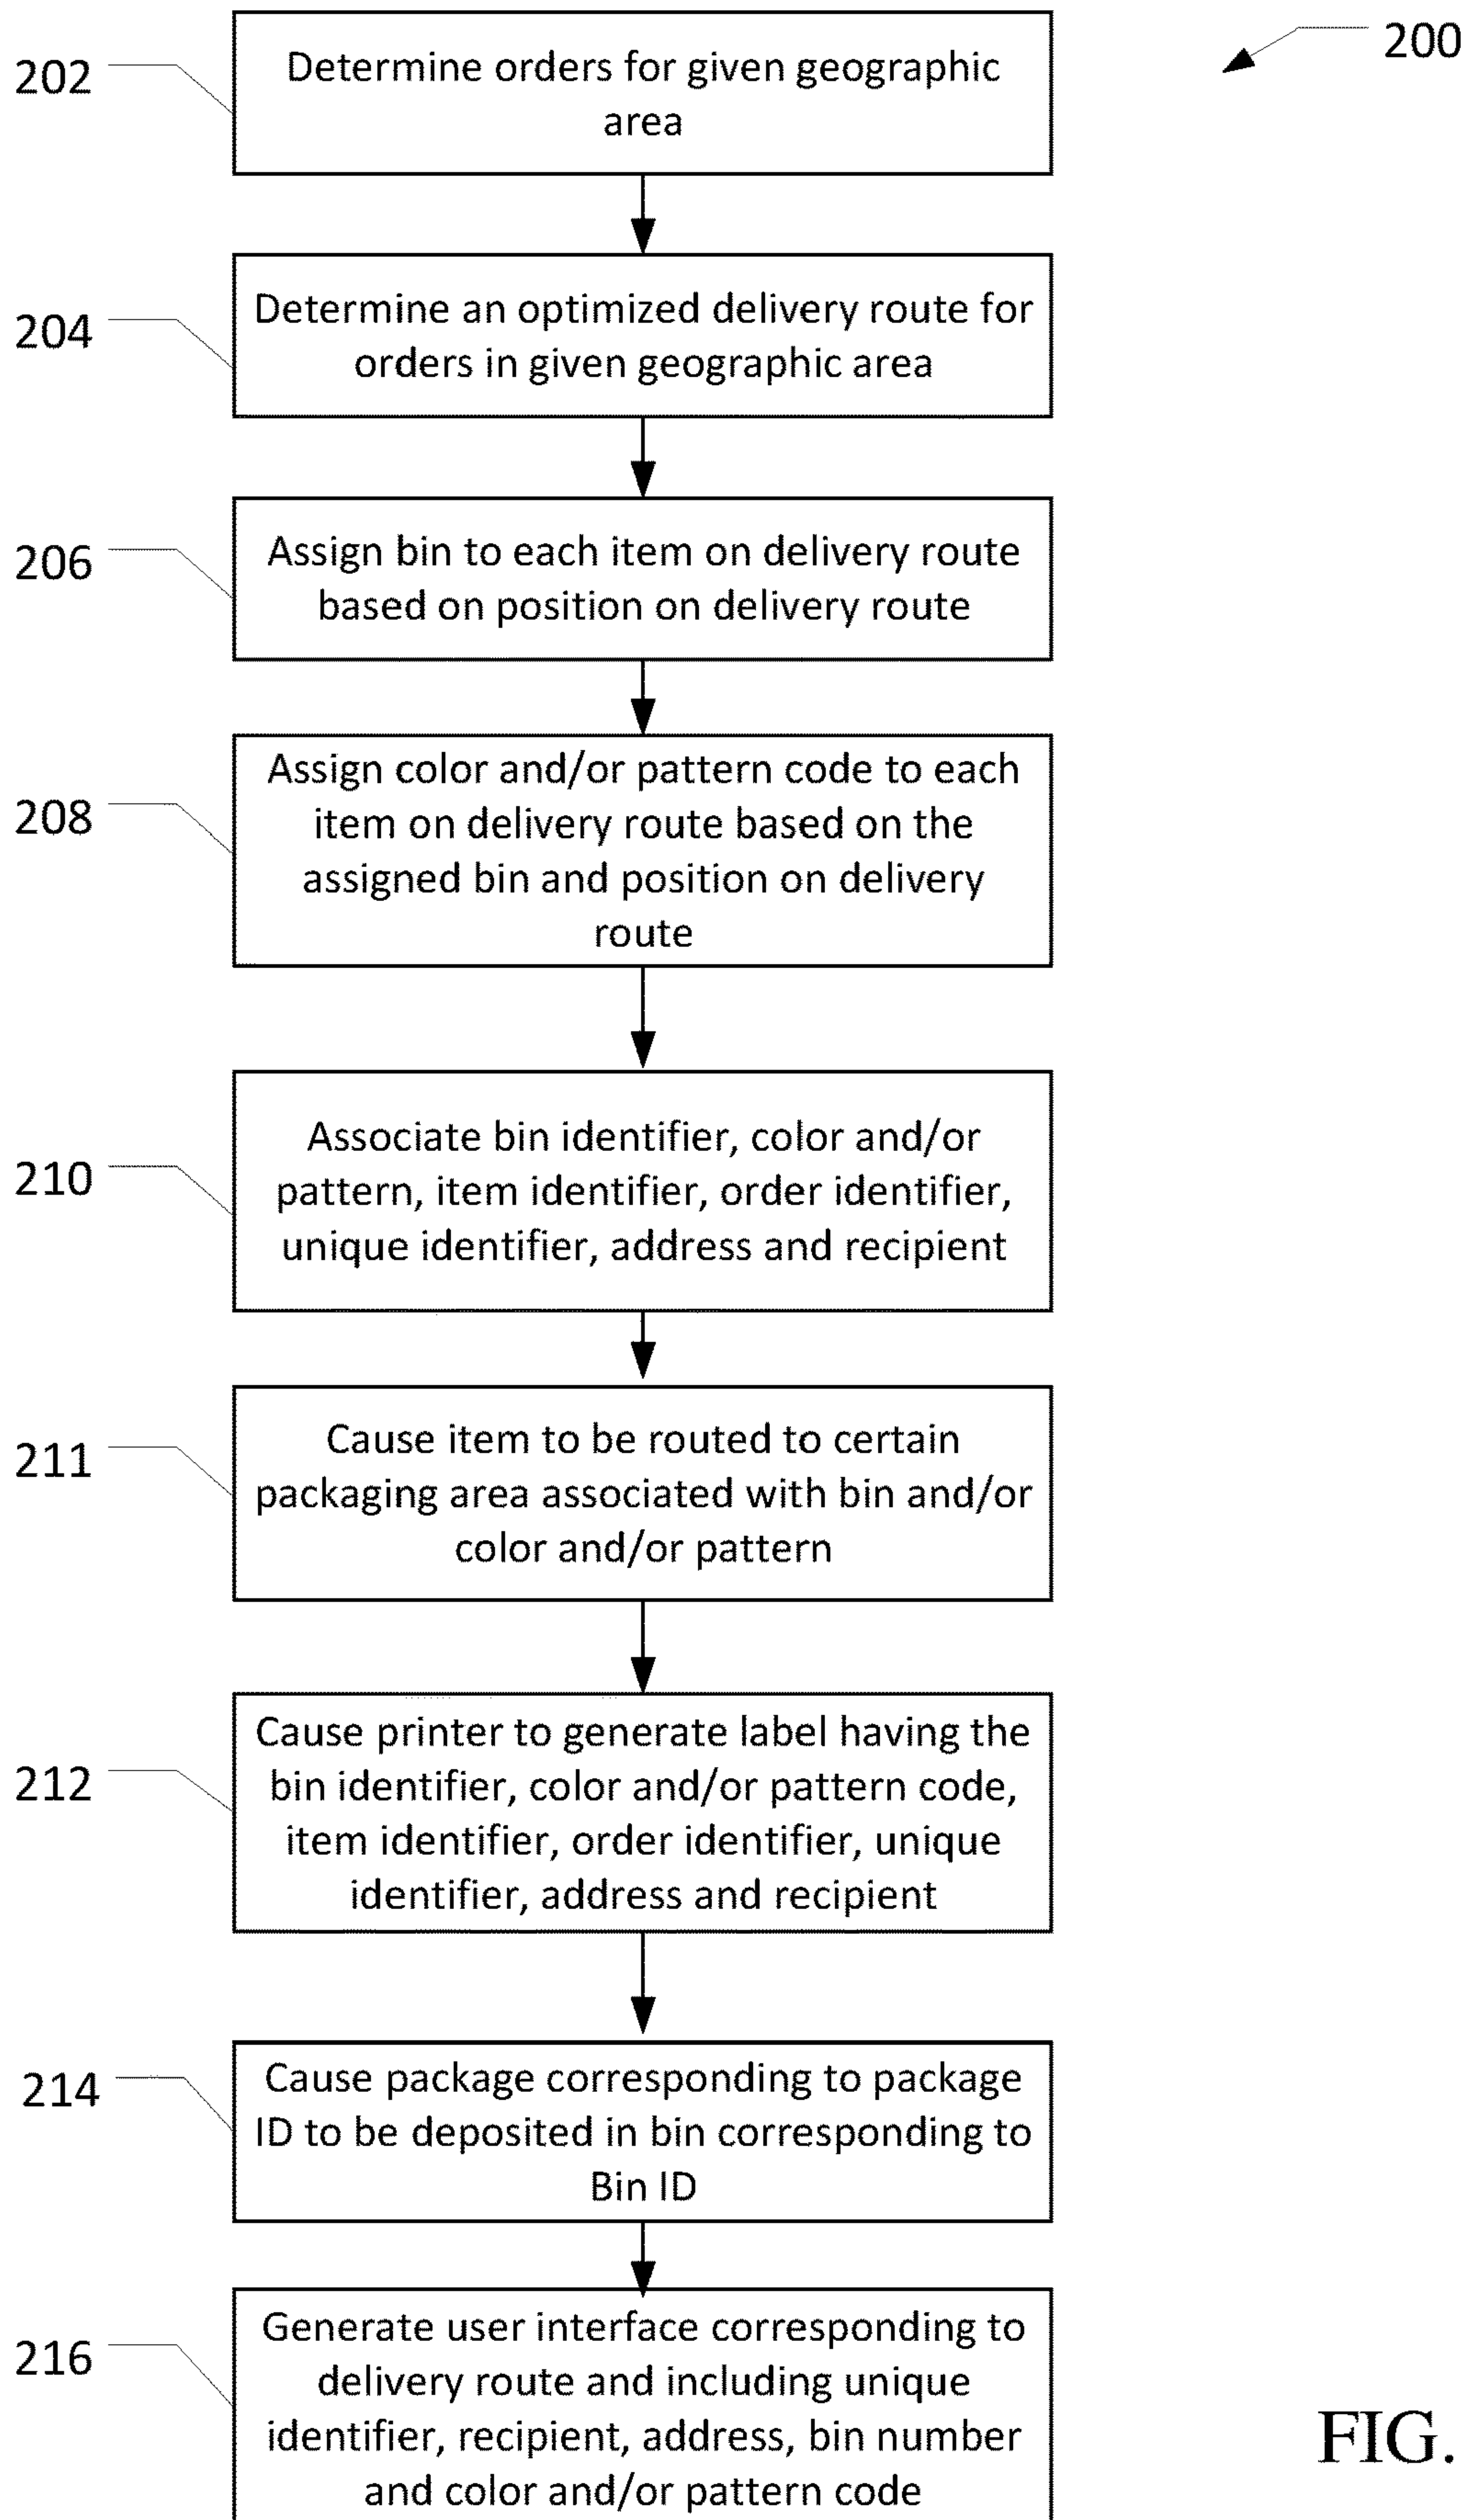 200
202
Determine orders for given geographic
area
204
Determine an optimized delivery route for
orders in given geographic area
206
Assign bin to each item on delivery route
based on position on delivery route
208
Assign color and/or pattern code to each
item on delivery route based on the
assigned bin and position on delivery
route
210
Associate bin identifier, color and/or
pattern, item identifier, order identifier,
unique identifier, address and recipient
211
Cause item to be routed to certain
packaging area associated with bin and/or
color and/or pattern
212
Cause printer to generate label having the
bin identifier, color and/or pattern code,
item identifier, order identifier, unique
identifier, address and recipient
214
Cause package corresponding to package
ID to be deposited in bin corresponding to
Bin ID
216
Generate user interface corresponding to
delivery route and including unique
identifier, recipient, address, bin number
and color and/or pattern code
FIG.